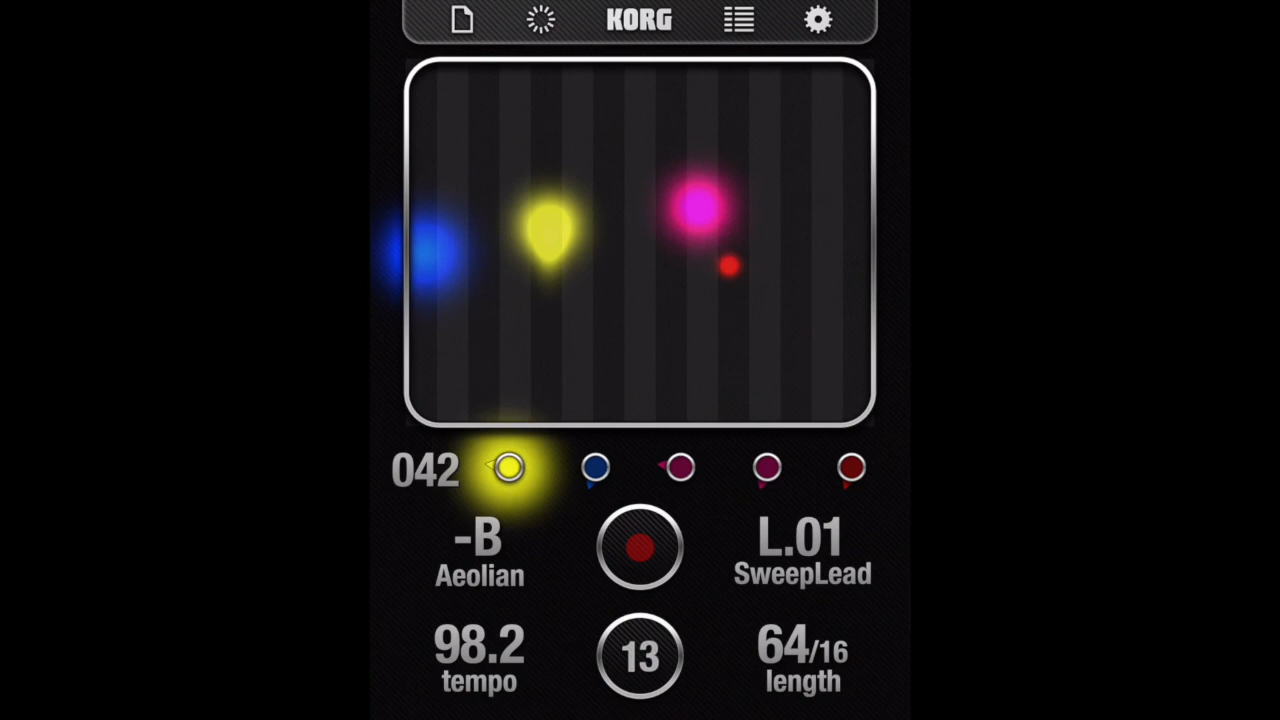 KORG
042
-B
Aeolian
L.01
SweepLead
98.2
tempo
13
64/16
length